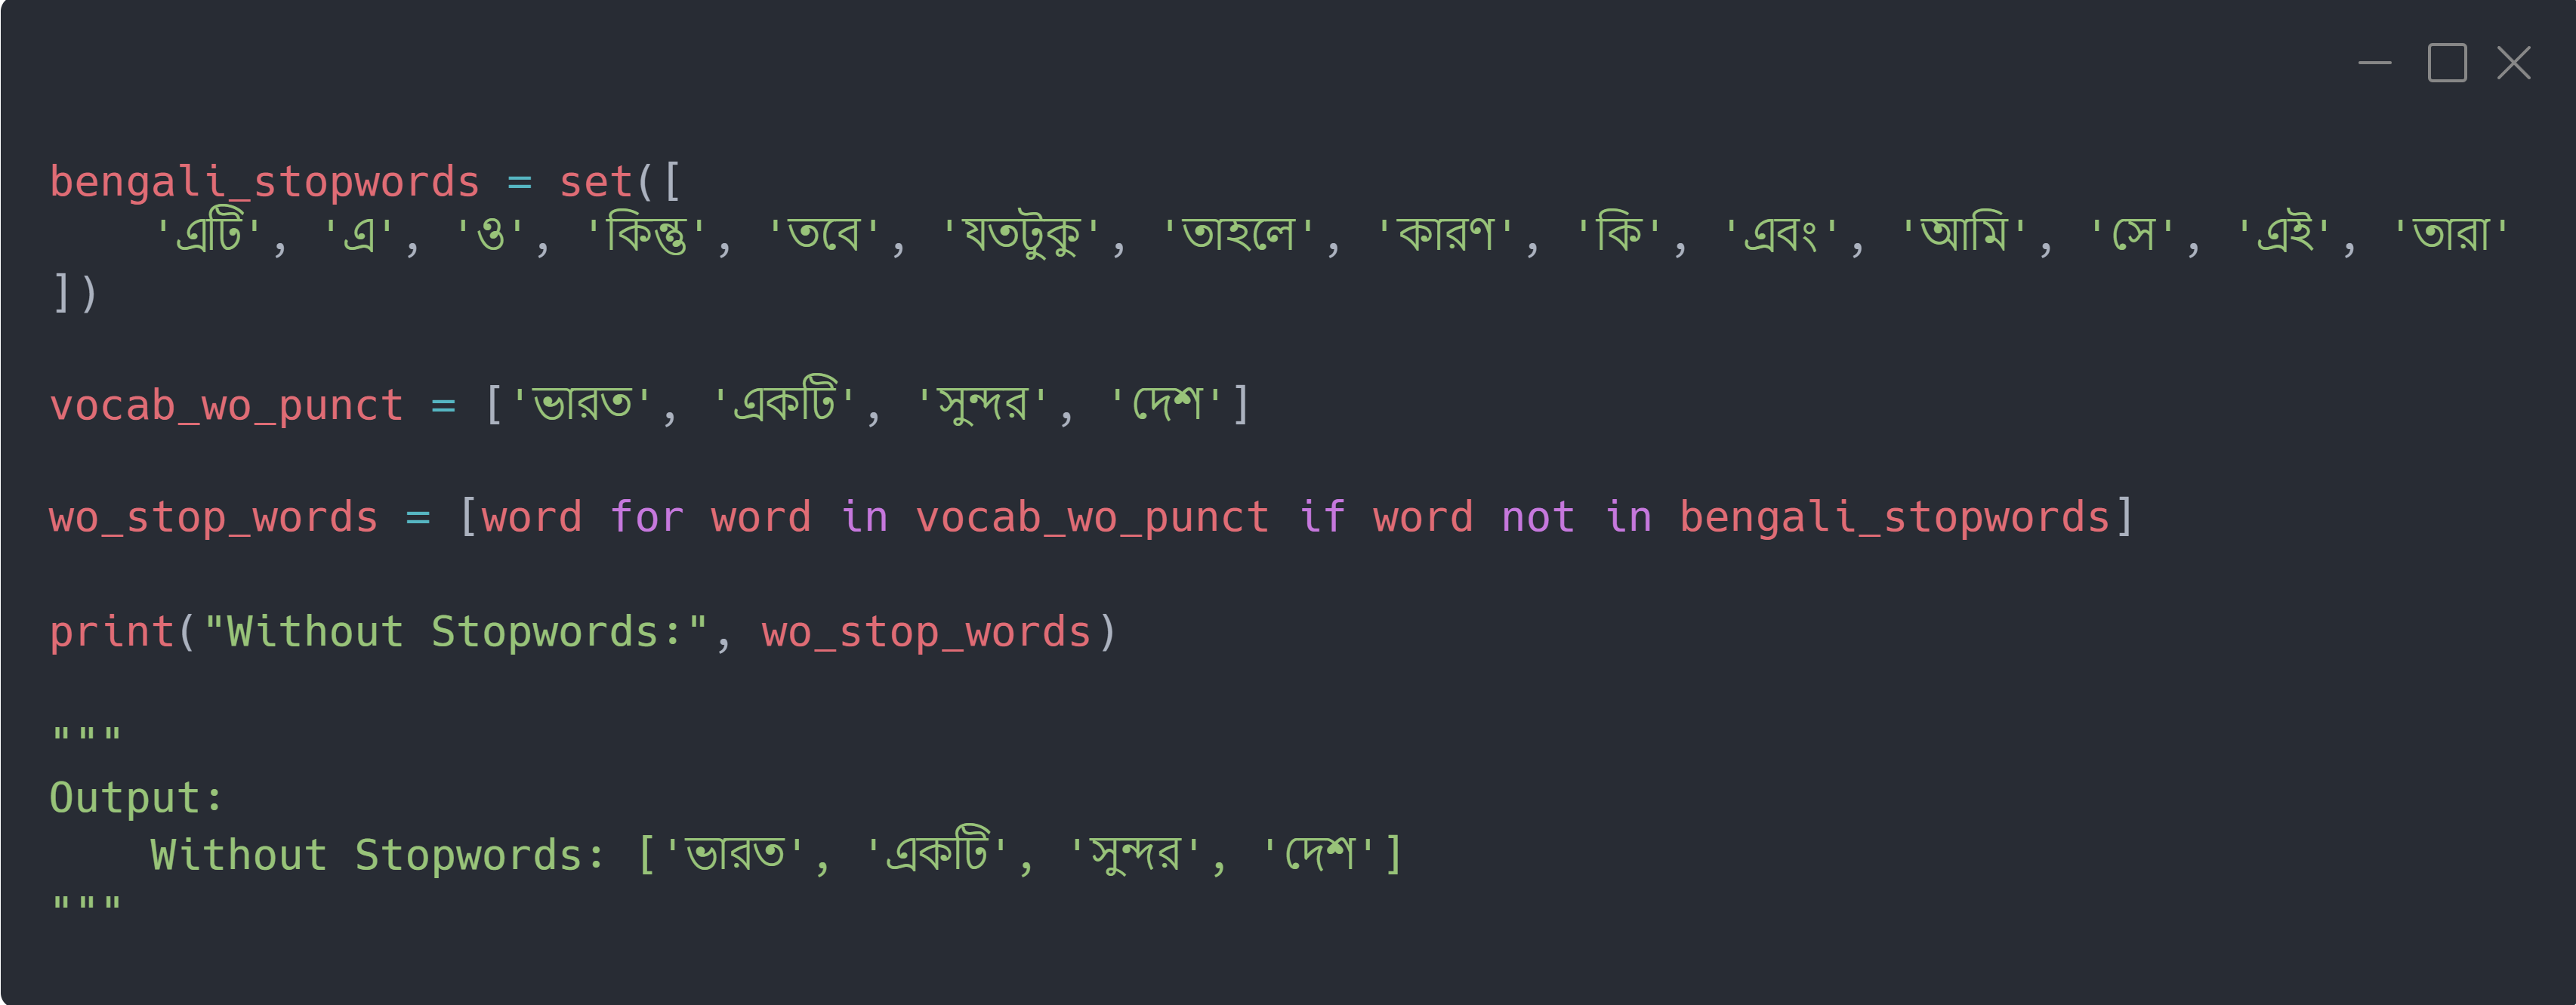 bengali_stopwords = set([
    'এটি', 'এ', 'ও', 'কিন্তু', 'তবে', 'যতটুকু', 'তাহলে', 'কারণ', 'কি', 'এবং', 'আমি', 'সে', 'এই', 'তারা'
])
vocab_wo_punct = ['ভারত', 'একটি', 'সুন্দর', 'দেশ']
wo_stop_words = [word for word in vocab_wo_punct if word not in bengali_stopwords]
print("Without Stopwords:", wo_stop_words)
"""
Output:
    Without Stopwords: ['ভারত', 'একটি', 'সুন্দর', 'দেশ']
"""